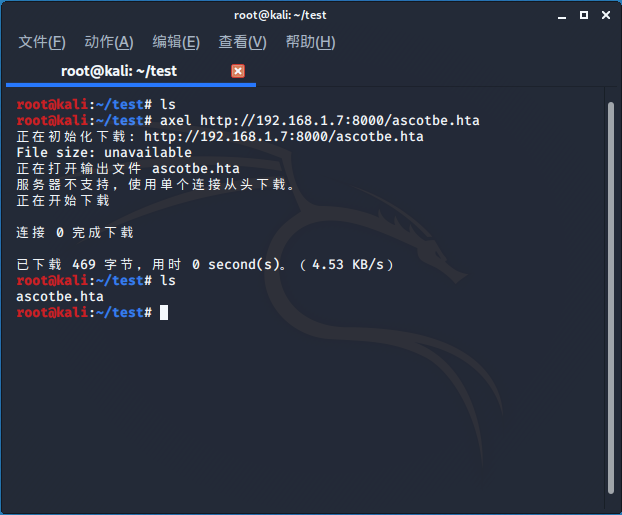 root@kali: ~/test
文件(F) 动作(A) 编辑(E) 查看(V) 帮助(H)
root@kali: ~/test
root@kali:~/test# ls
root@kali:~/test# axel http://192.168.1.7:8000/ascotbe.hta
正在初始化下载: http://192.168.1.7:8000/ascotbe.hta
File size: unavailable
正在打开输出文件 ascotbe.hta
服务器不支持，使用单个连接从头下载。
正在开始下载
连接 0 完成下载
已下载 469 字节，用时 0 second(s)。（ 4.53 KB/s ）
root@kali:~/test# ls
ascotbe.hta
root@kali:~/test#